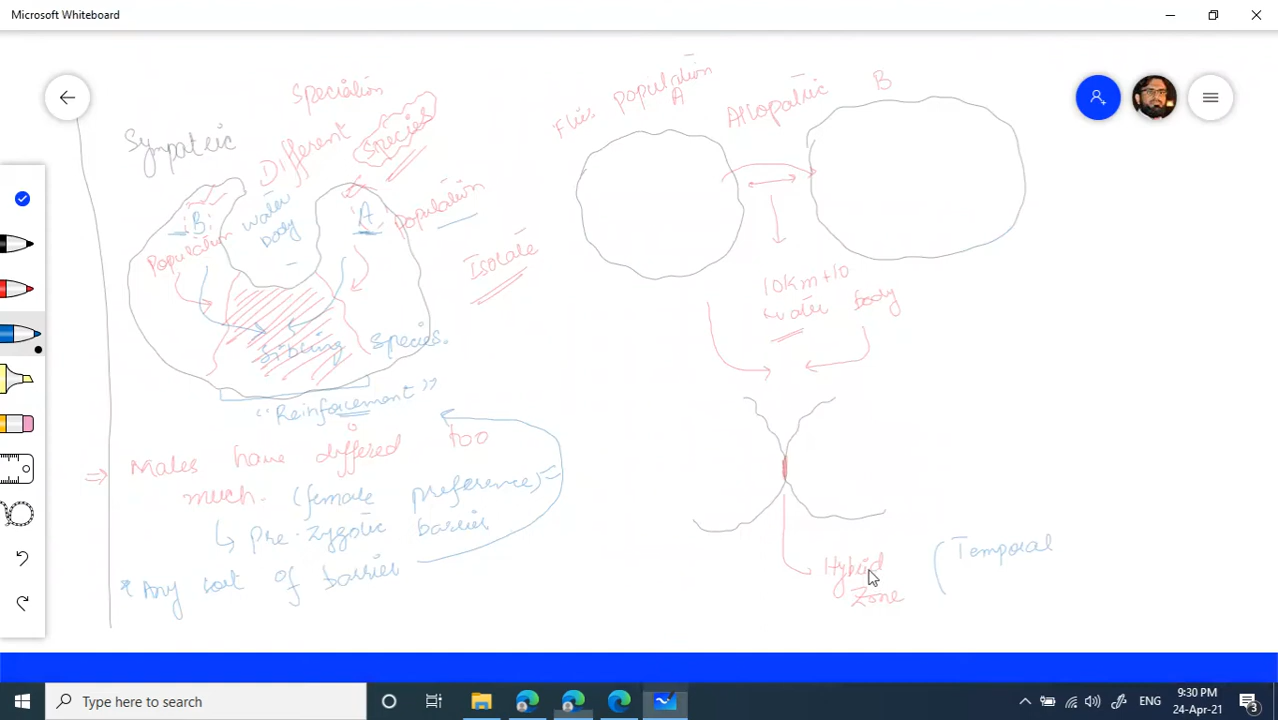 Microsoft Whiteboard
Speciation
Sympatric
Different
Species
B
water
body
A
population
Population
Isolate
Sibling species.
"Reinforcement"
⇒ Males have differed too
much. (female preference)
↳ Pre-zygotic barrier
* Any sort of barrier
Flies population
A
Allopatric
B
10km+10
water body
Hybrid
Zone
(Temporal
Type here to search
ENG
9:30 PM
24-Apr-21
3